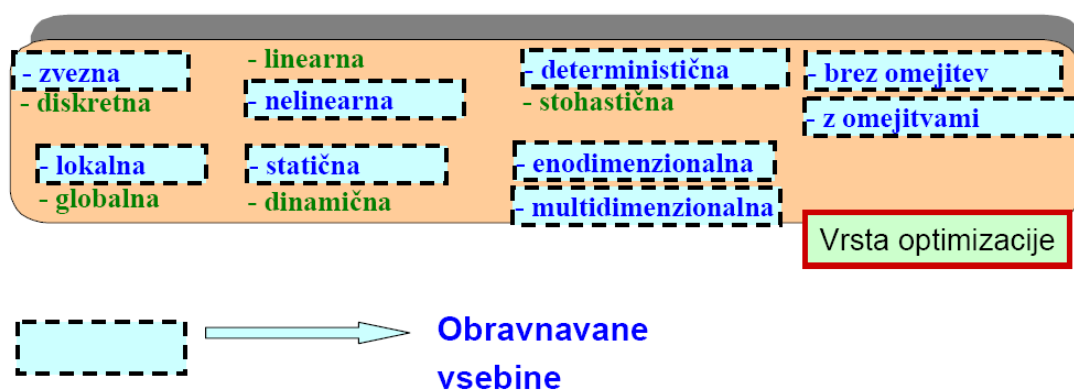 - zvezna
- diskretna
- linearna
- nelinearna
- deterministična
- stohastična
- brez omejitev
- z omejitvami
- lokalna
- globalna
- statična
- dinamična
- enodimenzionalna
- multidimenzionalna
Vrsta optimizacije
Obravnavane
vsebine